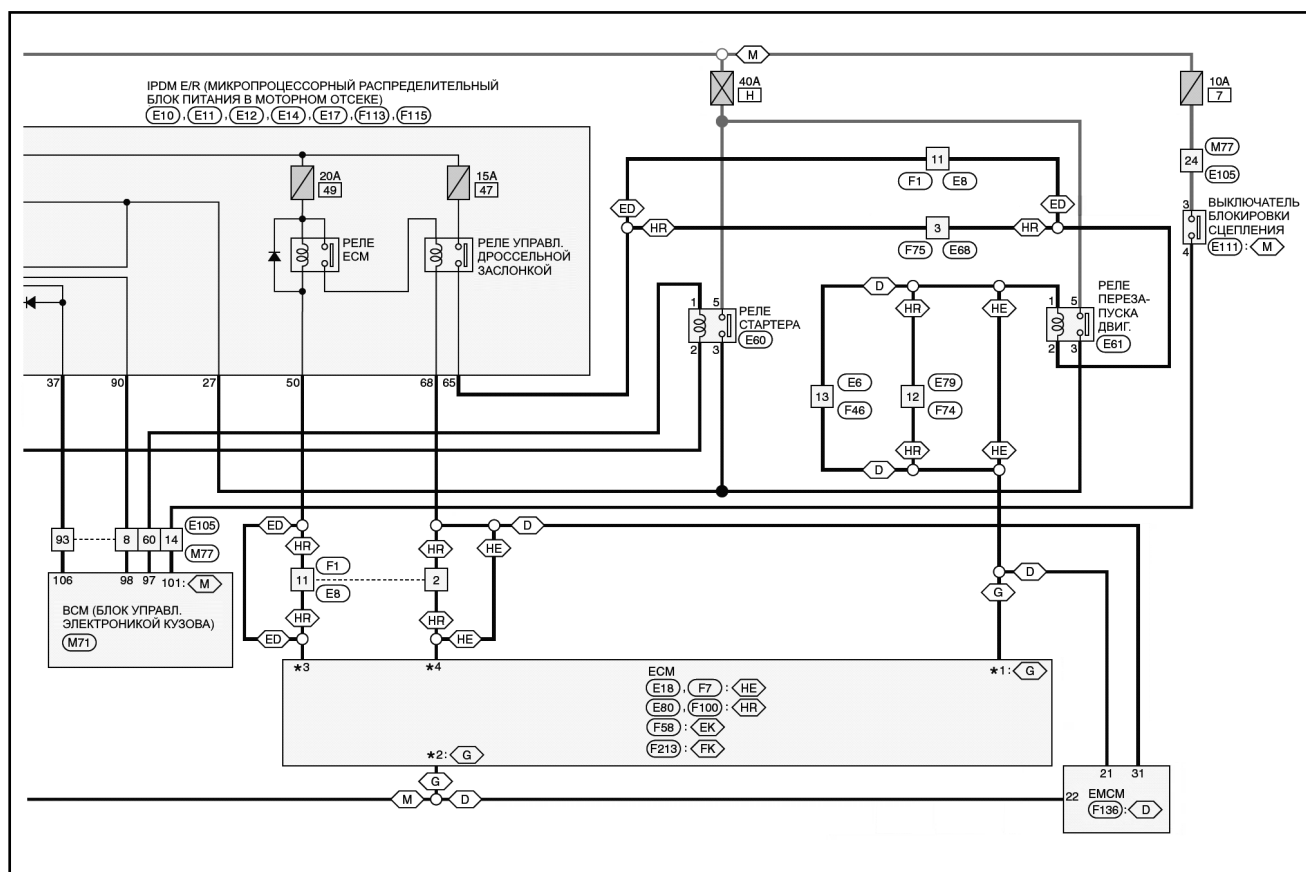 M
IPDM E/R (МИКРОПРОЦЕССОРНЫЙ РАСПРЕДЕЛИТЕЛЬНЫЙ
БЛОК ПИТАНИЯ В МОТОРНОМ ОТСЕКЕ)
E10, E11, E12, E14, E17, F113, F115
40A
H
10A
7
24
M77
E105
20A
49
15A
47
11
F1 E8
ED
ED
HR
3
HR
F75 E68
3
4
ВЫКЛЮЧАТЕЛЬ
БЛОКИРОВКИ
СЦЕПЛЕНИЯ
E111: M
РЕЛЕ
ECM
РЕЛЕ УПРАВЛ.
ДРОССЕЛЬНОЙ
ЗАСЛОНКОЙ
1 5
2 3
РЕЛЕ
СТАРТЕРА
E60
D
HR
HE
1 5
2 3
РЕЛЕ
ПЕРЕЗА-
ПУСКА
ДВИГ.
E61
37 90 27 50 68 65
13
E6
F46
12
E79
F74
HR
HE
D
93 8 60 14
E105
M77
106 98 97 101: M
BCM (БЛОК УПРАВЛ.
ЭЛЕКТРОНИКОЙ КУЗОВА)
M71
ED
HR
HR
HE
D
11
F1
E8
2
HR
HR
ED
HE
D
G
*3 *4 *1: G
ECM
E18, F7: HE
E80, F100: HR
F58: EK
F213: FK
*2: G
G
M D
21 31
22
EMCM
F136: D